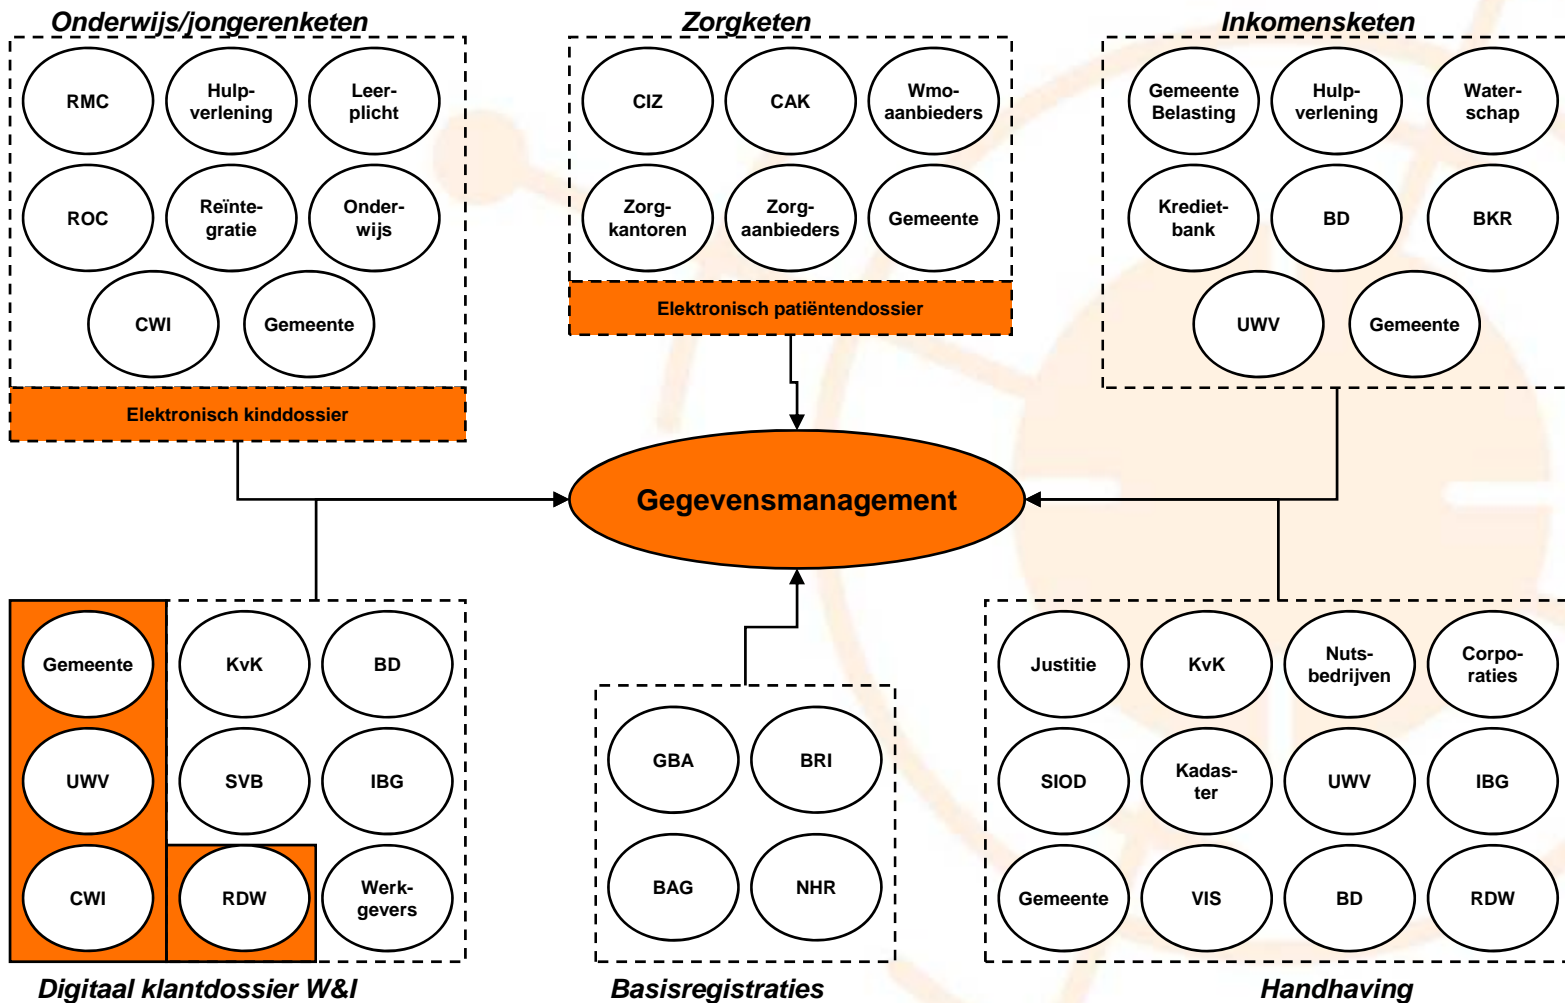 Onderwijs/jongerenketen
RMC
Hulp-
verlening
Leer-
plicht
ROC
Reïnte-
gratie
Onder-
wijs
CWI
Gemeente
Elektronisch kinddossier
Zorgketen
CIZ
CAK
Wmo-
aanbieders
Zorg-
kantoren
Zorg-
aanbieders
Gemeente
Elektronisch patiëntendossier
Inkomensketen
Gemeente
Belasting
Hulp-
verlening
Water-
schap
Krediet-
bank
BD
BKR
UWV
Gemeente
Gegevensmanagement
Gemeente
KvK
BD
UWV
SVB
IBG
CWI
RDW
Werk-
gevers
Digitaal klantdossier W&I
GBA
BRI
BAG
NHR
Basisregistraties
Justitie
KvK
Nuts-
bedrijven
Corpo-
raties
SIOD
Kadas-
ter
UWV
IBG
Gemeente
VIS
BD
RDW
Handhaving